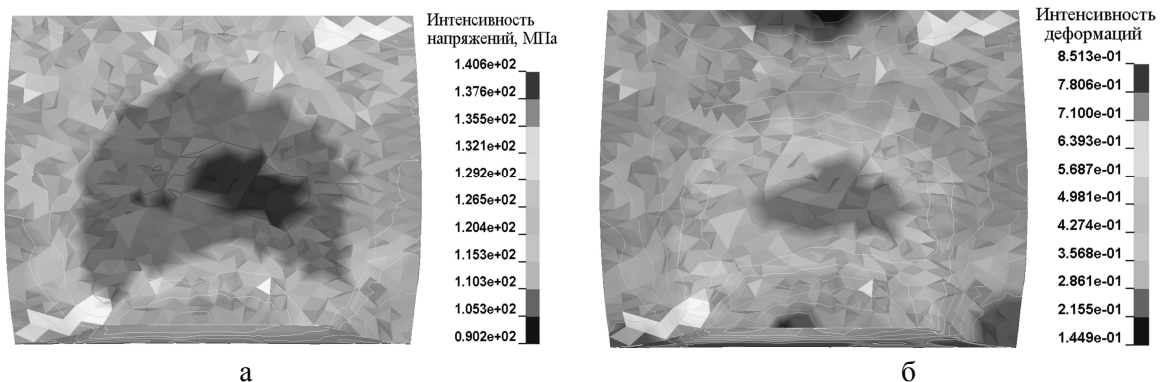 Интенсивность
напряжений, МПа
1.406e+02
1.376e+02
1.355e+02
1.321e+02
1.292e+02
1.265e+02
1.204e+02
1.153e+02
1.103e+02
1.053e+02
0.902e+02
а
Интенсивность
деформаций
8.513e-01
7.806e-01
7.100e-01
6.393e-01
5.687e-01
4.981e-01
4.274e-01
3.568e-01
2.861e-01
2.155e-01
1.449e-01
б